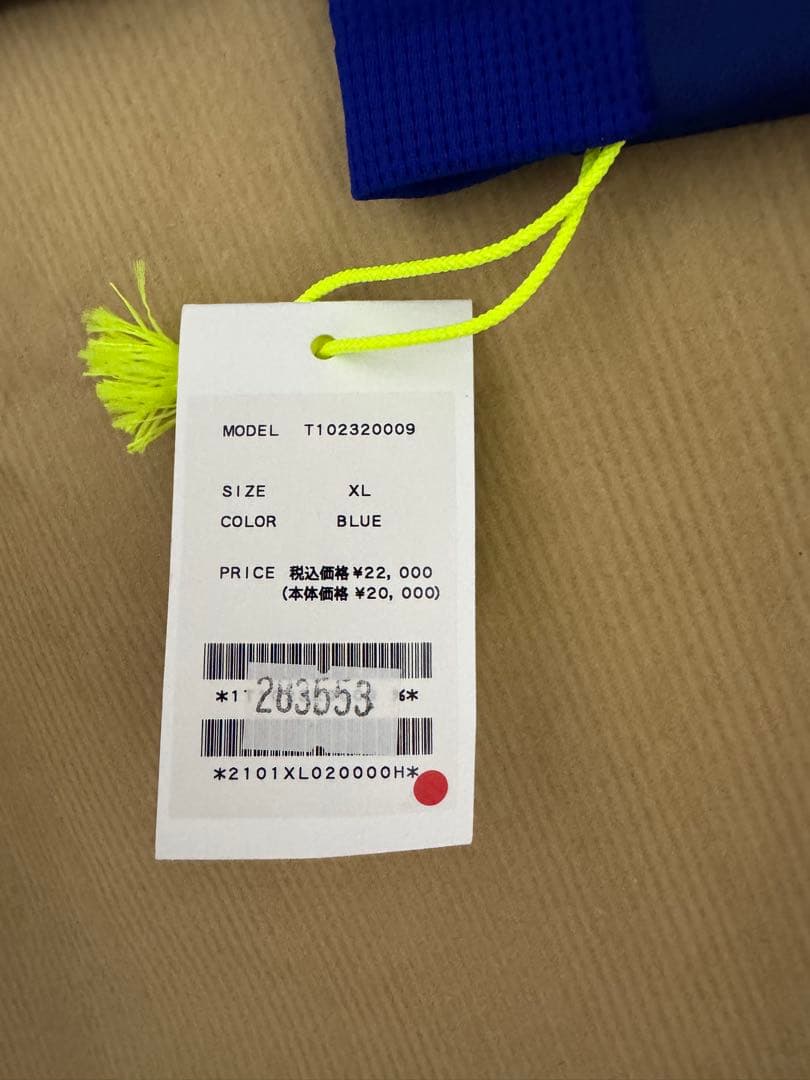 MODEL T102320009
SIZE XL
COLOR BLUE
PRICE 税込価格¥22,000
(本体価格 ¥20,000)
283553
*2101XL020000H*